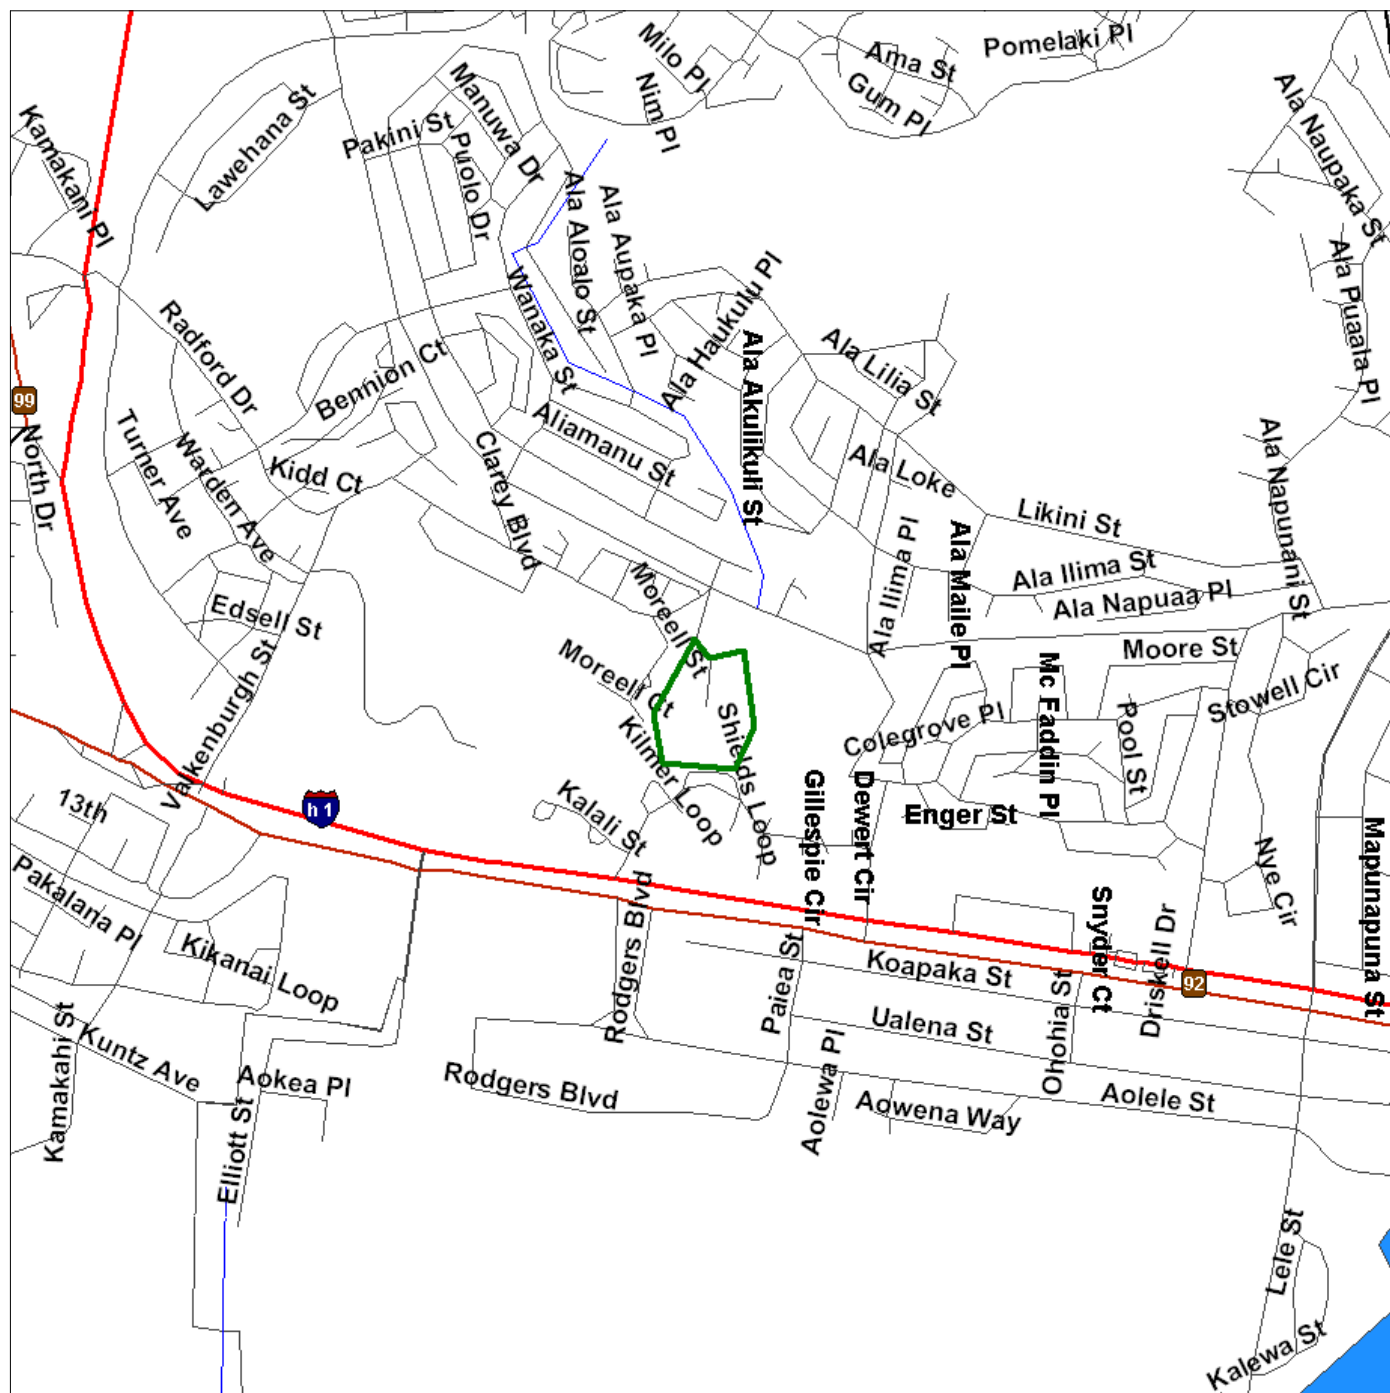 Milo Pl
Ama St
Pomelaki Pl
Nim Pl
Gum Pl
Ala Naupaka St
Kamakani Pl
Lawehana St
Pakini St
Manuwa Dr
Puolo Dr
Ala Aloalo St
Ala Aupaka Pl
Ala Haukulu Pl
Ala Puaala Pl
Wanaka St
Radford Dr
Bennion Ct
Ala Akulikuli St
Ala Lilia St
99
North Dr
Turner Ave
Warden Ave
Kidd Ct
Clarey Blvd
Aliamanu St
Ala Loke
Ala Napunani St
Likini St
Ala Ilima Pl
Ala Maile Pl
Ala Ilima St
Ala Napuaa Pl
Edsell St
Moreell St
Moreell Ct
Moore St
Mc Faddin Pl
Stowell Cir
Valkenburgh St
Kilmer Loop
Shields Loop
Colegrove Pl
Pool St
13th
h 1
Kalali St
Gillespie Cir
Dewert Cir
Enger St
Nye Cir
Mapunapuna St
Pakalana Pl
Kikanai Loop
Rodgers Blvd
Paiea St
Koapaka St
Snyder Ct
Driskell Dr
92
Kamakahi St
Kuntz Ave
Ualena St
Ohohia St
Aokea Pl
Rodgers Blvd
Aolewa Pl
Aowena Way
Aolele St
Elliott St
Lele St
Kalewa St